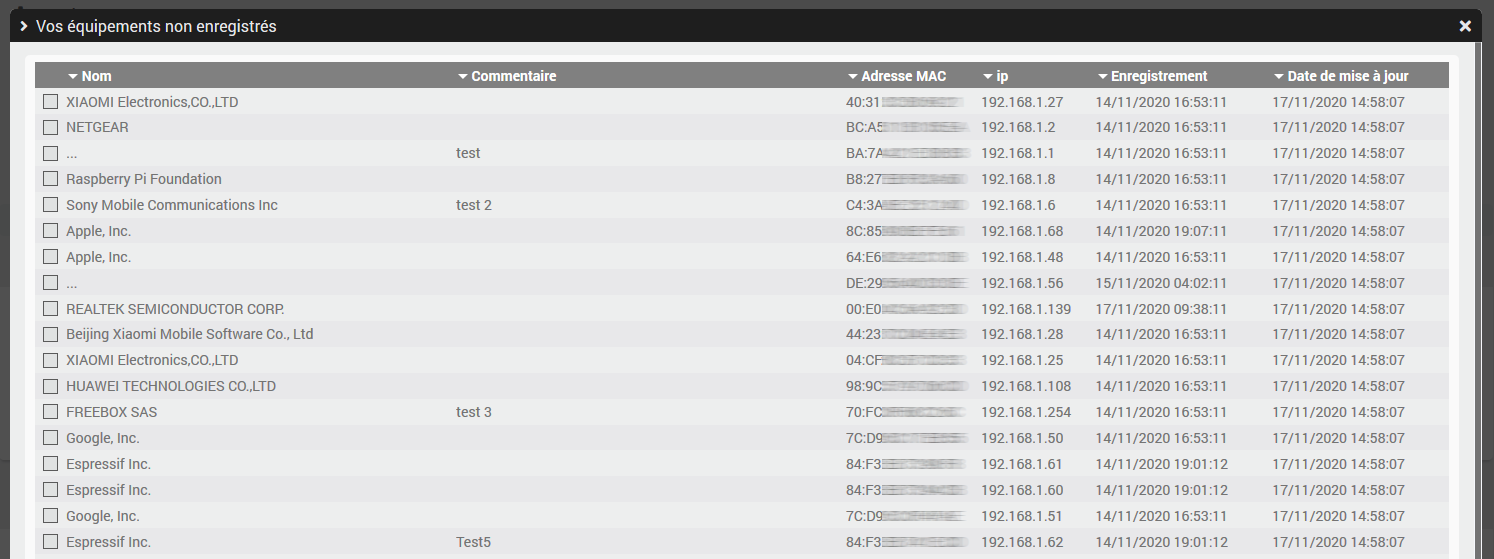 Vos équipements non enregistrés
Nom Commentaire Adresse MAC ip Enregistrement Date de mise à jour
XIAOMI Electronics,CO.,LTD 40:31 192.168.1.27 14/11/2020 16:53:11 17/11/2020 14:58:07
NETGEAR BC:A5 192.168.1.2 14/11/2020 16:53:11 17/11/2020 14:58:07
... test BA:7A 192.168.1.1 14/11/2020 16:53:11 17/11/2020 14:58:07
Raspberry Pi Foundation B8:27 192.168.1.8 14/11/2020 16:53:11 17/11/2020 14:58:07
Sony Mobile Communications Inc test 2 C4:3A 192.168.1.6 14/11/2020 16:53:11 17/11/2020 14:58:07
Apple, Inc. 8C:85 192.168.1.68 14/11/2020 19:07:11 17/11/2020 14:58:07
Apple, Inc. 64:E6 192.168.1.48 14/11/2020 16:53:11 17/11/2020 14:58:07
... DE:29 192.168.1.56 15/11/2020 04:02:11 17/11/2020 14:58:07
REALTEK SEMICONDUCTOR CORP. 00:E0 192.168.1.139 17/11/2020 09:38:11 17/11/2020 14:58:07
Beijing Xiaomi Mobile Software Co., Ltd 44:23 192.168.1.28 14/11/2020 16:53:11 17/11/2020 14:58:07
XIAOMI Electronics,CO.,LTD 04:CF 192.168.1.25 14/11/2020 16:53:11 17/11/2020 14:58:07
HUAWEI TECHNOLOGIES CO.,LTD 98:9C 192.168.1.108 14/11/2020 16:53:11 17/11/2020 14:58:07
FREEBOX SAS test 3 70:FC 192.168.1.254 14/11/2020 16:53:11 17/11/2020 14:58:07
Google, Inc. 7C:D9 192.168.1.50 14/11/2020 16:53:11 17/11/2020 14:58:07
Espressif Inc. 84:F3 192.168.1.61 14/11/2020 19:01:12 17/11/2020 14:58:07
Espressif Inc. 84:F3 192.168.1.60 14/11/2020 19:01:12 17/11/2020 14:58:07
Google, Inc. 7C:D9 192.168.1.51 14/11/2020 16:53:11 17/11/2020 14:58:07
Espressif Inc. Test5 84:F3 192.168.1.62 14/11/2020 19:01:12 17/11/2020 14:58:07